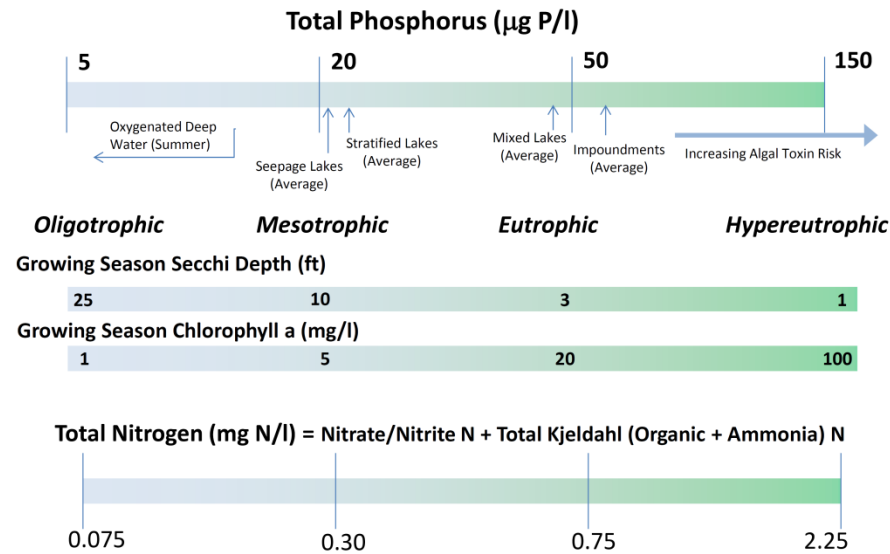 Total Phosphorus (µg P/l)
5 20 50 150
Oxygenated Deep
Water (Summer)
Seepage Lakes
(Average)
Stratified Lakes
(Average)
Mixed Lakes
(Average)
Impoundments
(Average)
Increasing Algal Toxin Risk
Oligotrophic Mesotrophic Eutrophic Hypereutrophic
Growing Season Secchi Depth (ft)
25 10 3 1
Growing Season Chlorophyll a (mg/l)
1 5 20 100
Total Nitrogen (mg N/l) = Nitrate/Nitrite N + Total Kjeldahl (Organic + Ammonia) N
0.075 0.30 0.75 2.25